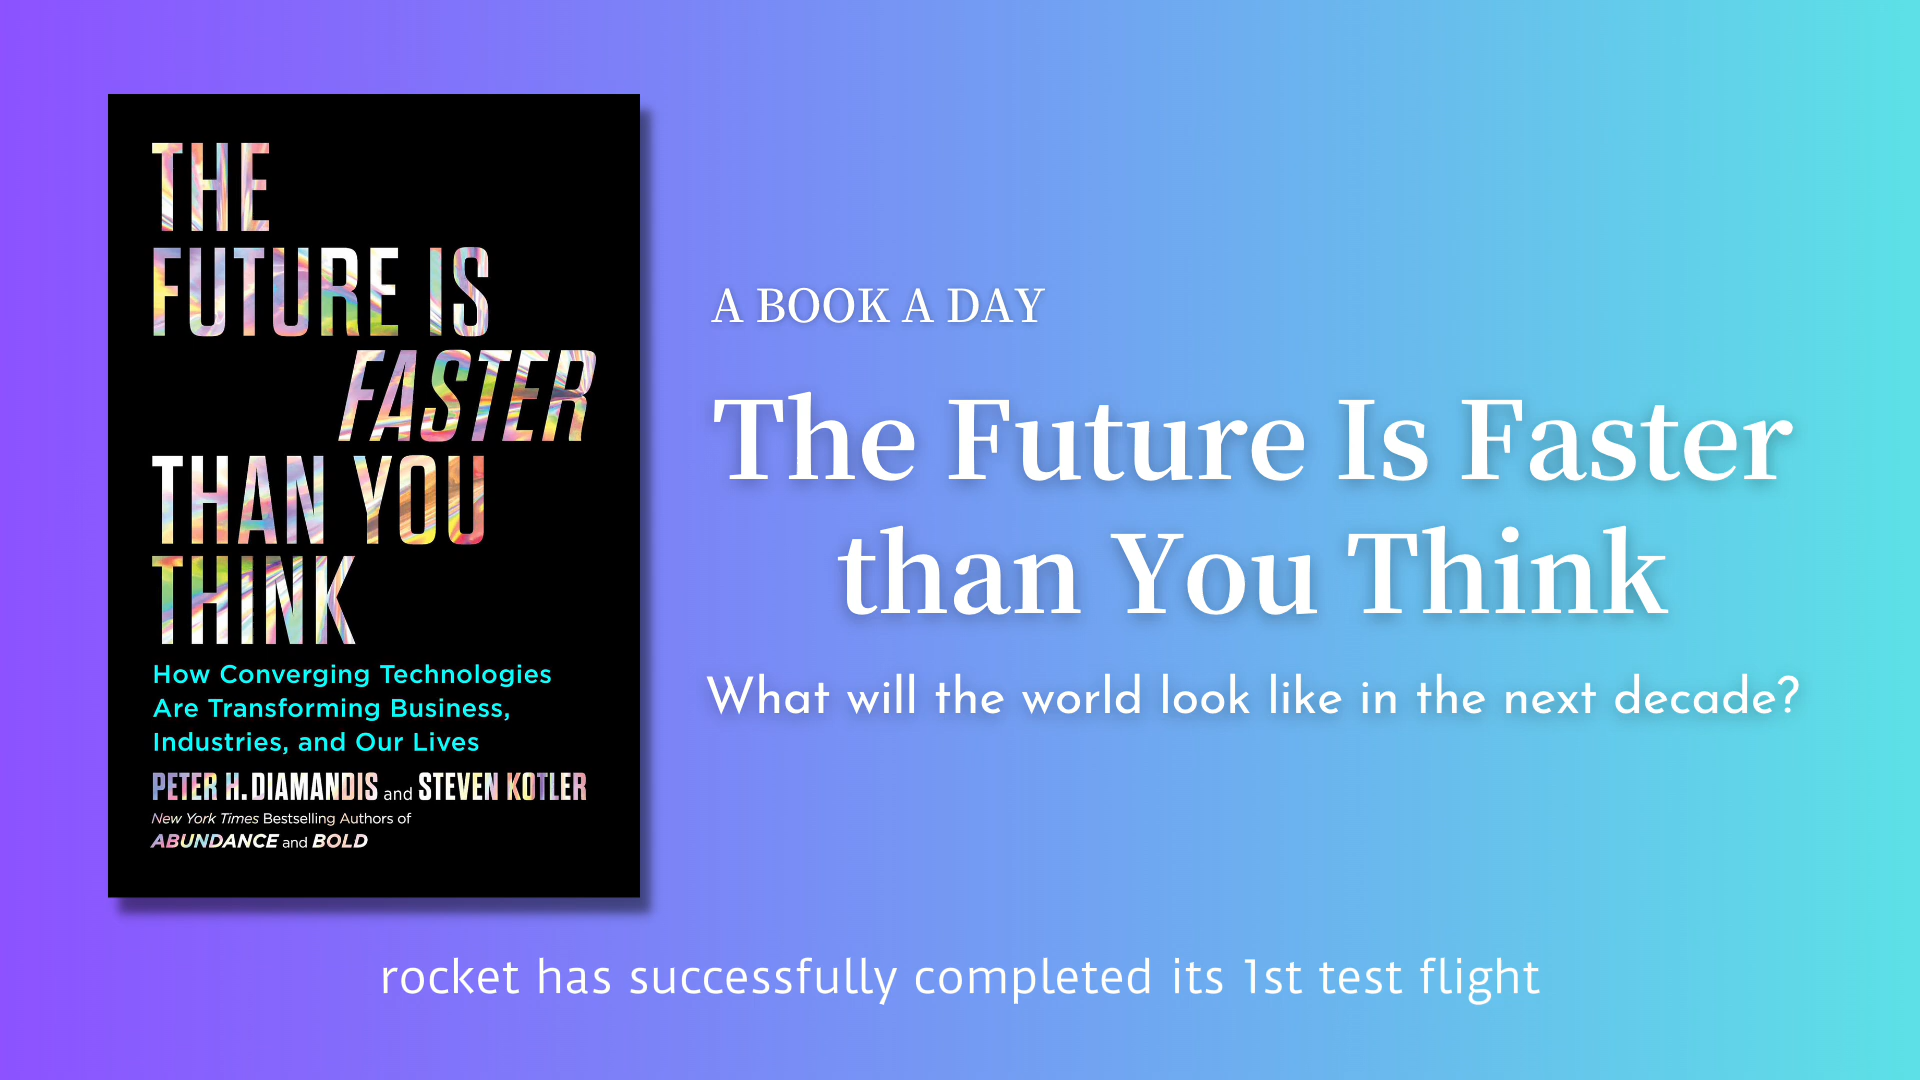 THE
FUTURE IS
FASTER
THAN YOU
THINK
How Converging Technologies
Are Transforming Business,
Industries, and Our Lives
PETER H. DIAMANDIS and STEVEN KOTLER
New York Times Bestselling Authors of
ABUNDANCE and BOLD
A BOOK A DAY
The Future Is Faster
than You Think
What will the world look like in the next decade?
rocket has successfully completed its 1st test flight